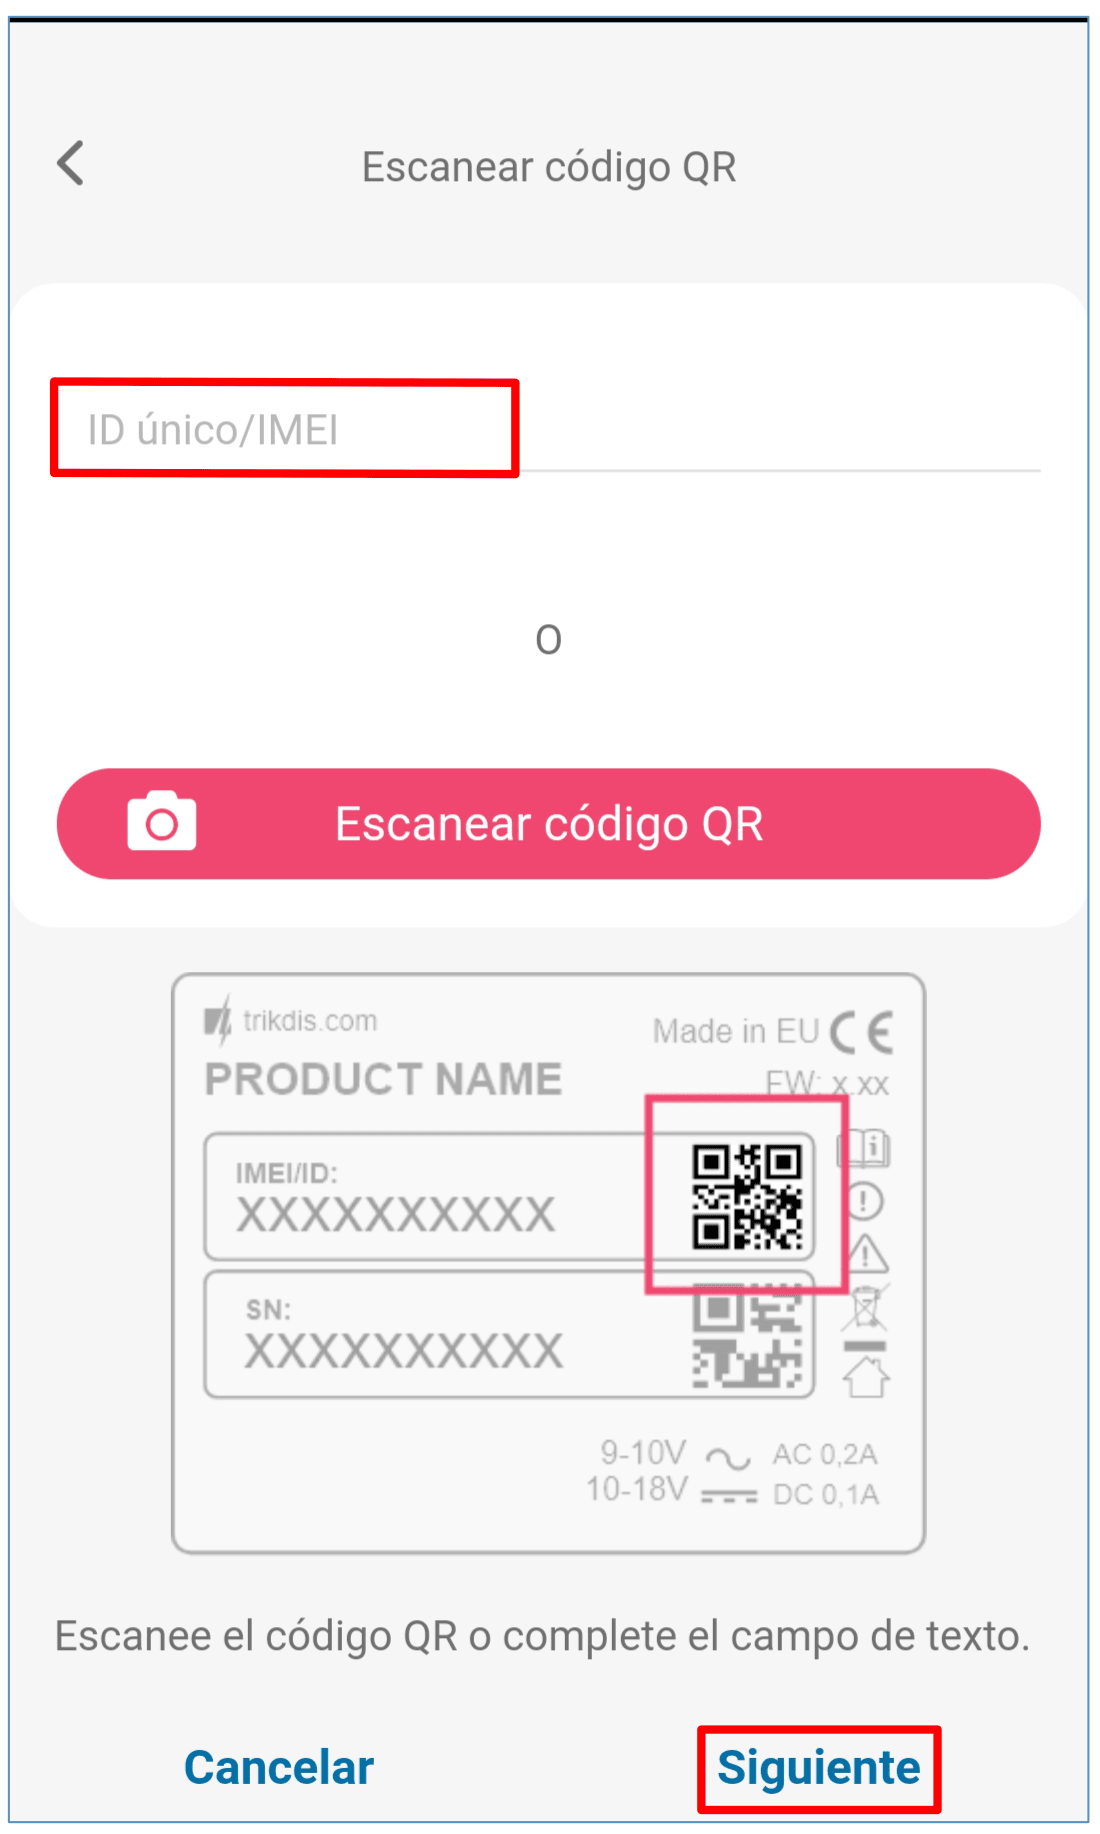 Escanear código QR
ID único/IMEI
O
Escanear código QR
trikdis.com
Made in EU CE
PRODUCT NAME
FW: x.xx
IMEI/ID:
XXXXXXXXXX
SN:
XXXXXXXXXX
9-10V AC 0,2A
10-18V DC 0,1A
Escanee el código QR o complete el campo de texto.
Cancelar
Siguiente